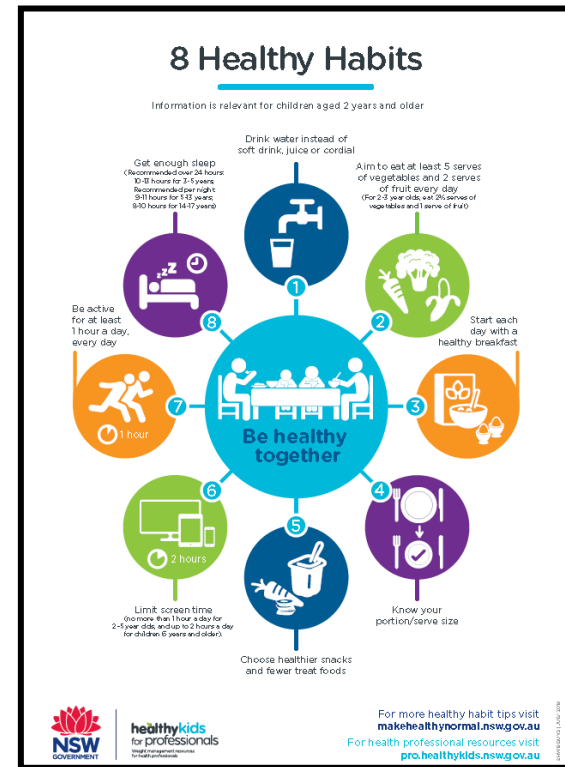 8 Healthy Habits
Information is relevant for children aged 2 years and older
Drink water instead of
soft drink, juice or cordial
1
Aim to eat at least 5 serves
of vegetables and 2 serves
of fruit every day
(For 2-3 year olds, eat 2½ serves of
vegetables and 1 serve of fruit)
2
Start each
day with a
healthy breakfast
3
Know your
portion/serve size
4
Choose healthier snacks
and fewer treat foods
5
Limit screen time
(no more than 1 hour a day for
2-5 year olds, and up to 2 hours a day
for children 6 years and older).
2 hours
6
Be active
for at least
1 hour a day,
every day
1 hour
7
Get enough sleep
(Recommended over 24 hours:
10-13 hours for 3-5 years;
Recommended per night
9-11 hours for 5-13 years;
8-10 hours for 14-17 years)
zzZ
8
Be healthy
together
NSW
GOVERNMENT
healthykids
for professionals
Weight management resources
for health professionals
For more healthy habit tips visit
makehealthynormal.nsw.gov.au
For health professional resources visit
pro.healthykids.nsw.gov.au